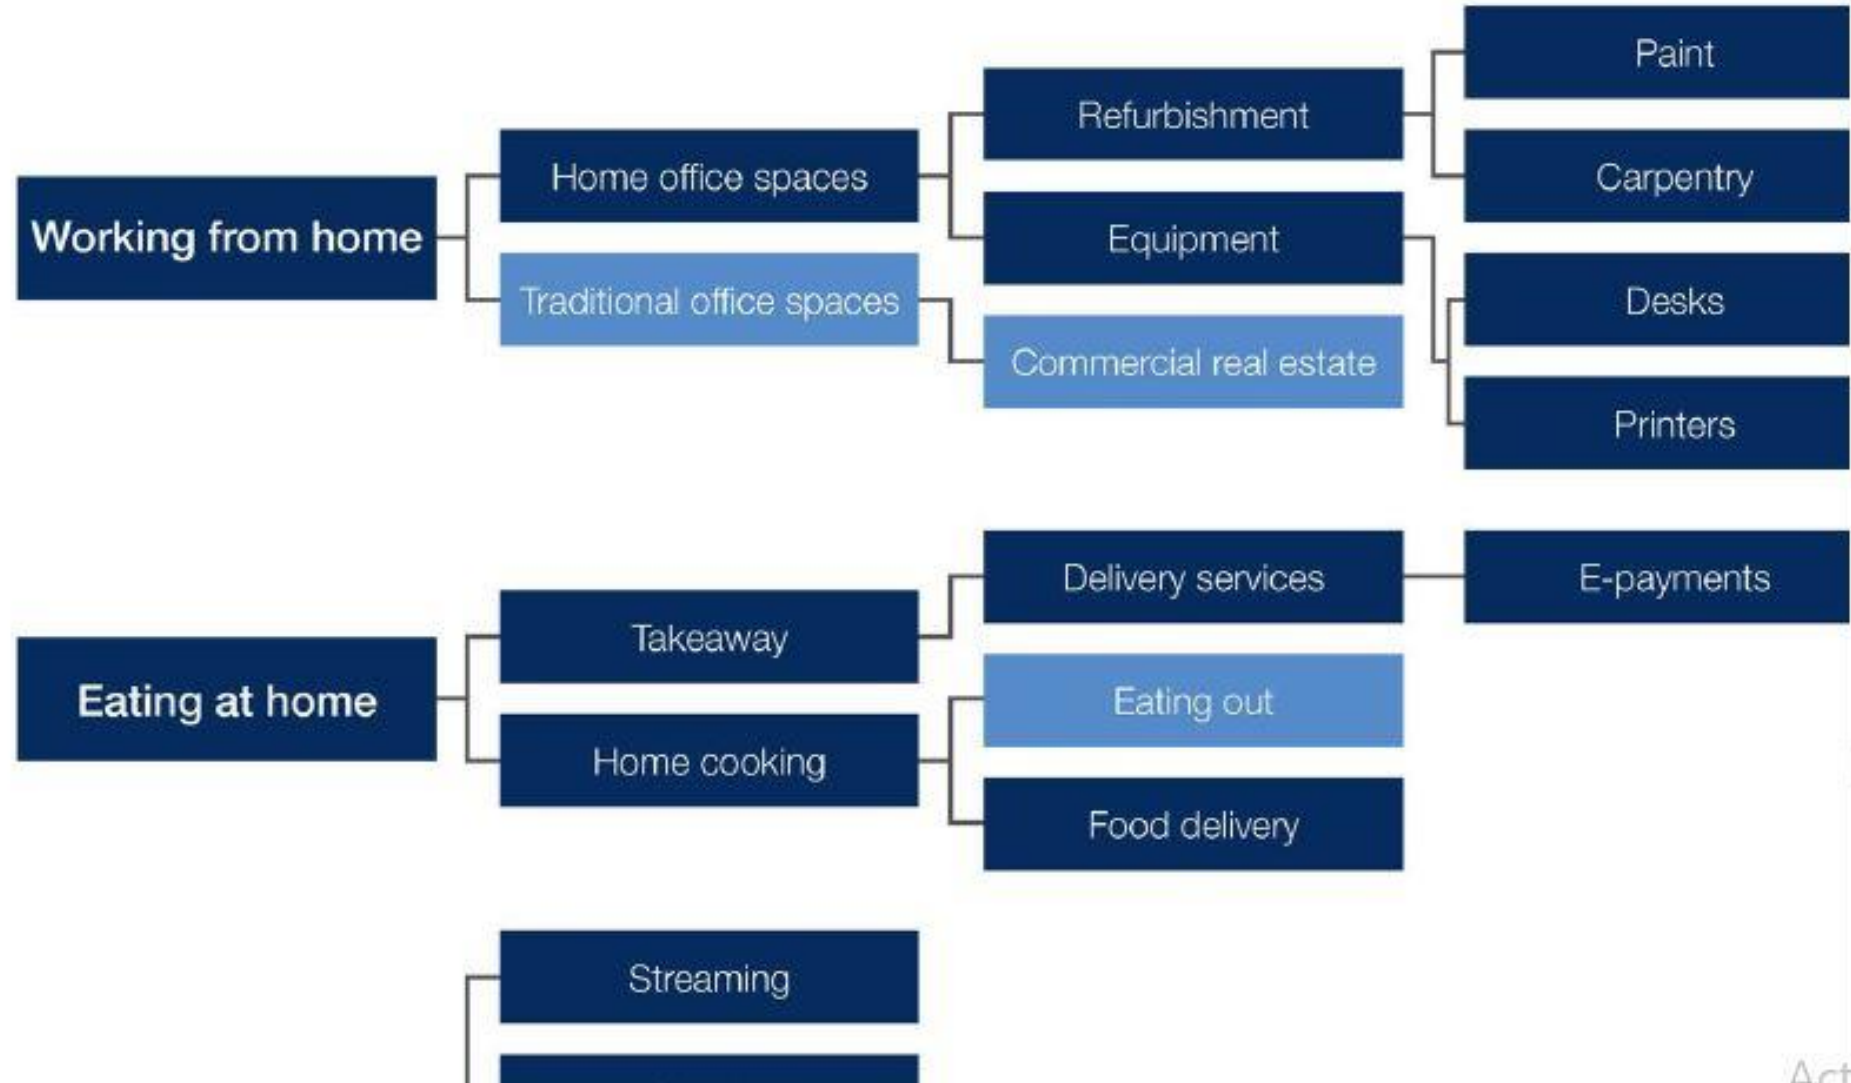 Paint
Refurbishment
Carpentry
Home office spaces
Working from home
Equipment
Traditional office spaces
Desks
Commercial real estate
Printers
Delivery services
E-payments
Takeaway
Eating at home
Eating out
Home cooking
Food delivery
Streaming